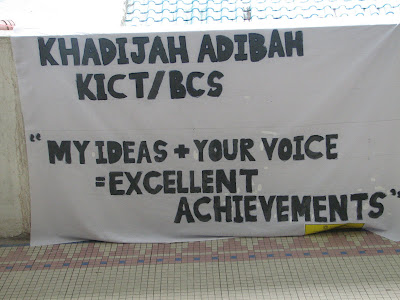 KHADIJAH ADIBAH
KICT/BCS
"MY IDEAS + YOUR VOICE
=EXCELLENT
ACHIEVEMENTS"